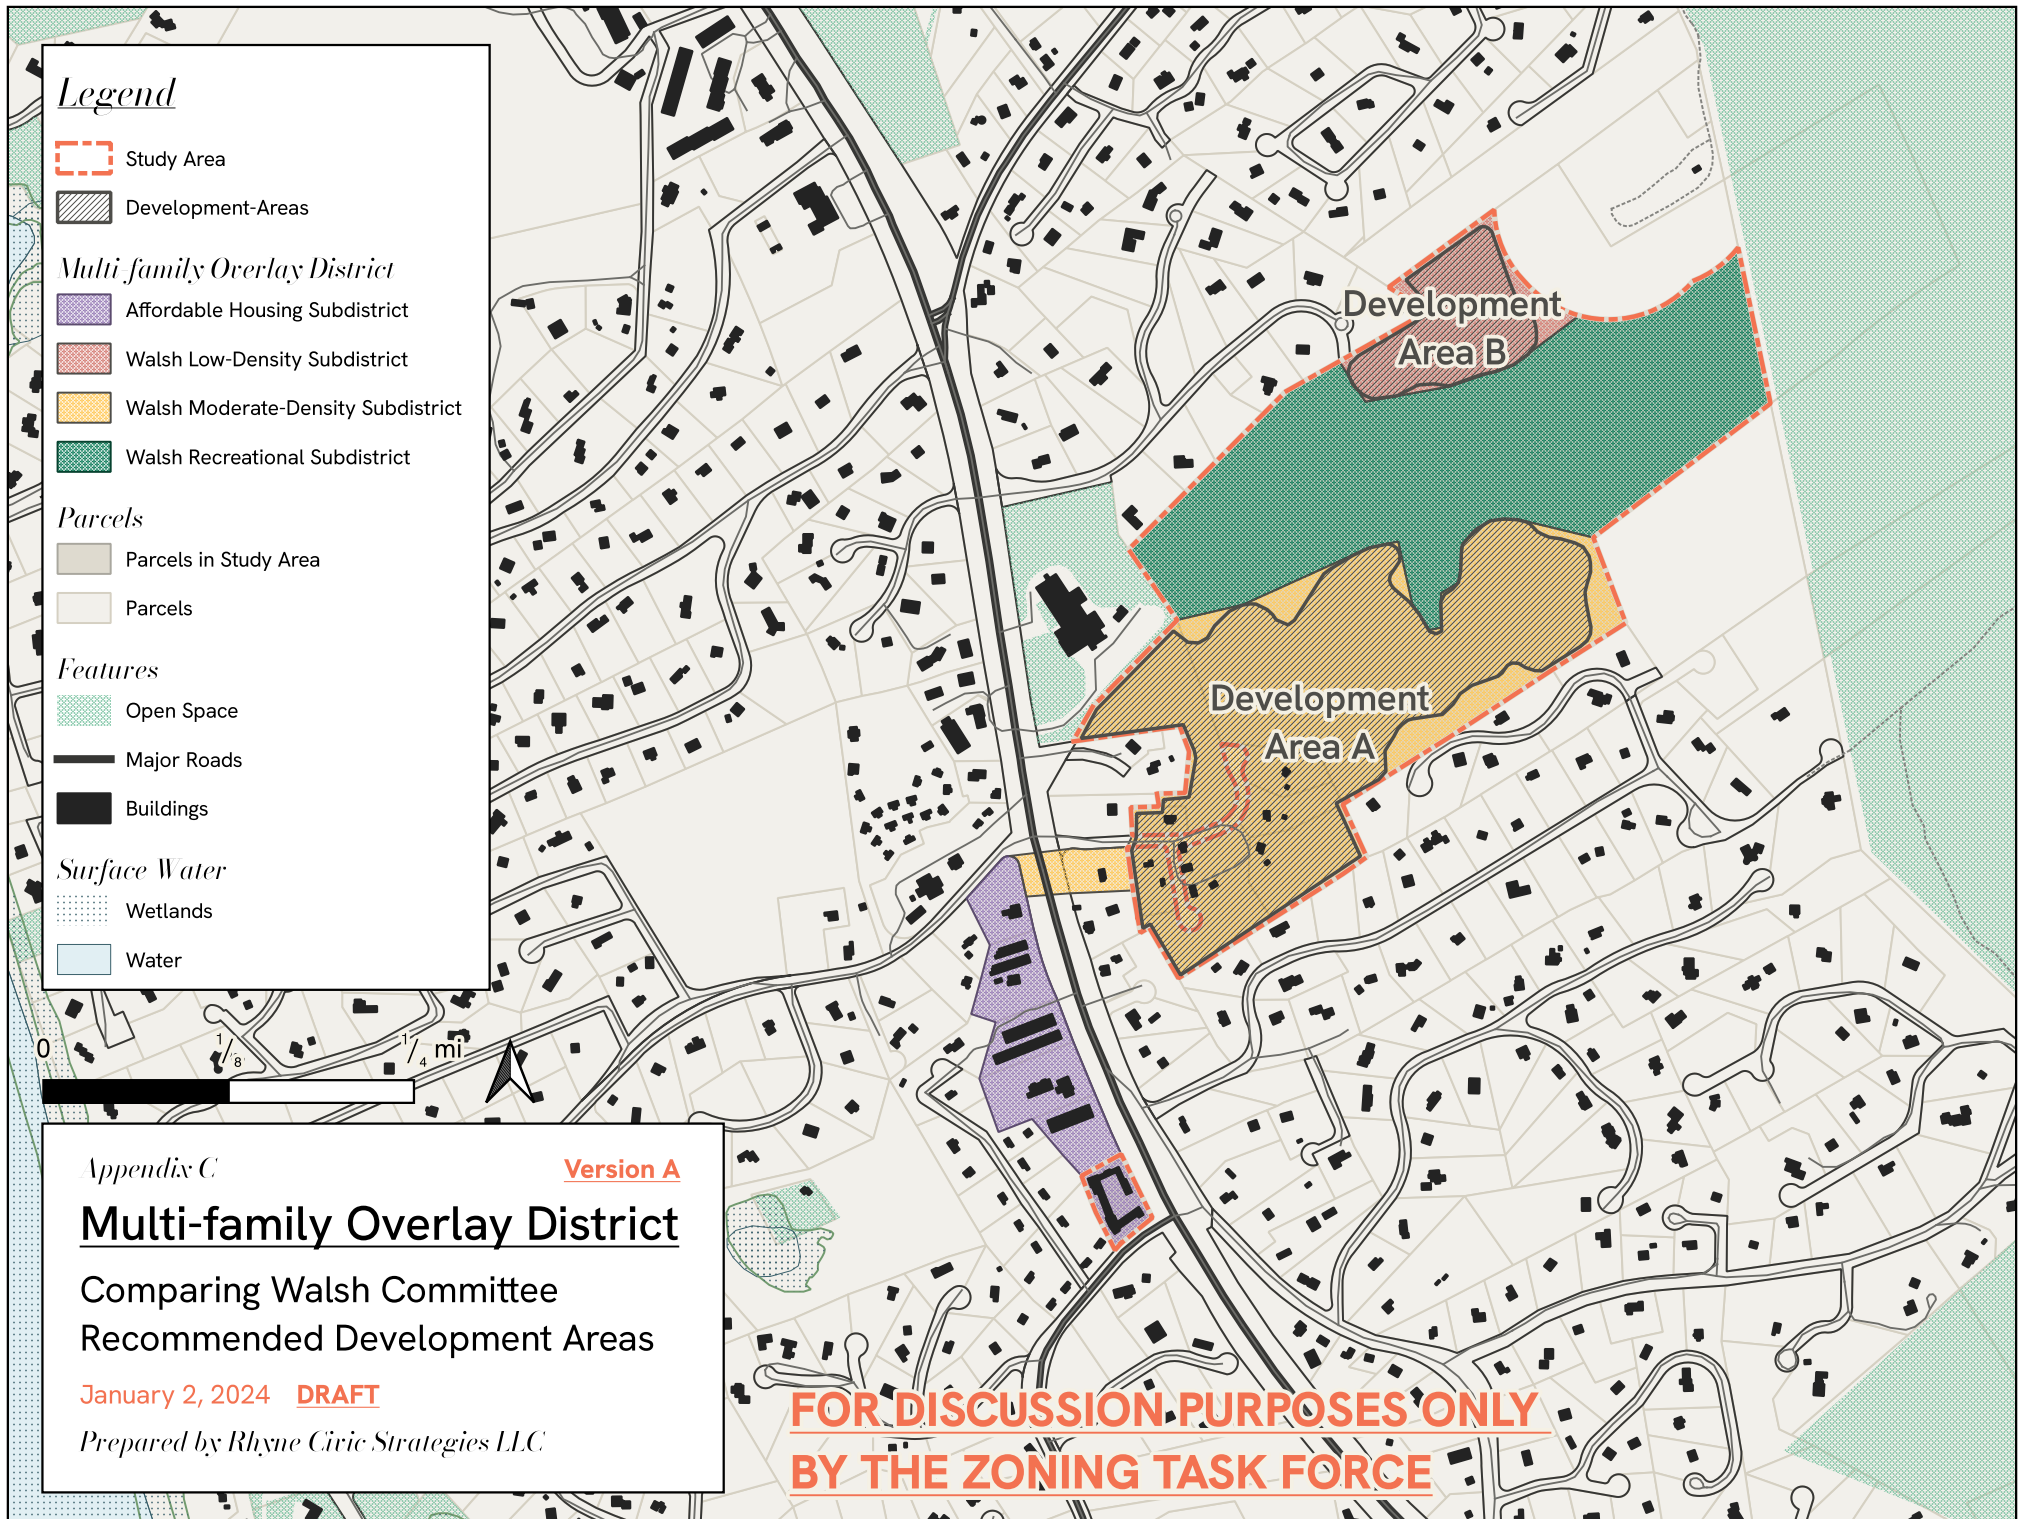 Legend
Study Area
Development-Areas
Multi-family Overlay District
Affordable Housing Subdistrict
Walsh Low-Density Subdistrict
Walsh Moderate-Density Subdistrict
Walsh Recreational Subdistrict
Parcels
Parcels in Study Area
Parcels
Features
Open Space
Major Roads
Buildings
Surface Water
Wetlands
Water
0 1/8 1/4 mi
Development
Area B
Development
Area A
Appendix C
Version A
Multi-family Overlay District
Comparing Walsh Committee
Recommended Development Areas
January 2, 2024 DRAFT
Prepared by Rhyne Civic Strategies LLC
FOR DISCUSSION PURPOSES ONLY
BY THE ZONING TASK FORCE